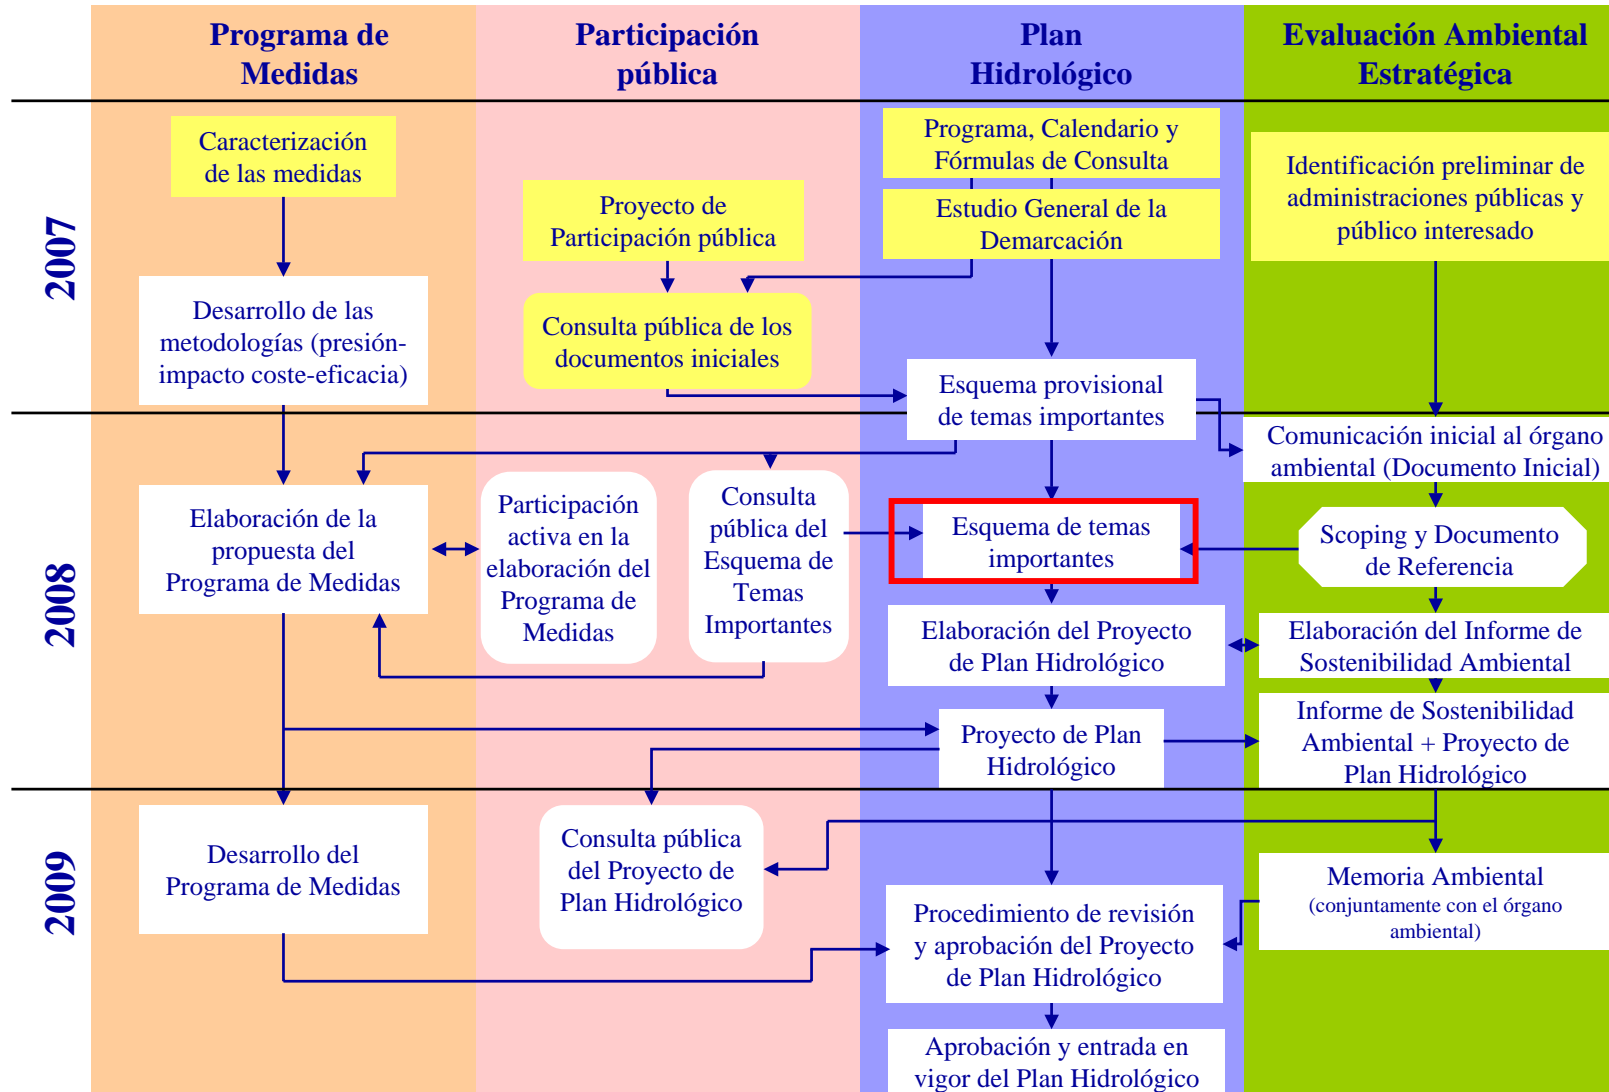 Programa de
Medidas
Participación
pública
Plan
Hidrológico
Evaluación Ambiental
Estratégica
2007
Caracterización
de las medidas
Desarrollo de las
metodologías (presión-
impacto coste-eficacia)
Proyecto de
Participación pública
Consulta pública de los
documentos iniciales
Programa, Calendario y
Fórmulas de Consulta
Estudio General de la
Demarcación
Esquema provisional
de temas importantes
Identificación preliminar de
administraciones públicas y
público interesado
2008
Elaboración de la
propuesta del
Programa de Medidas
Participación
activa en la
elaboración del
Programa de
Medidas
Consulta
pública del
Esquema de
Temas
Importantes
Esquema de temas
importantes
Elaboración del Proyecto
de Plan Hidrológico
Proyecto de Plan
Hidrológico
Comunicación inicial al órgano
ambiental (Documento Inicial)
Scoping y Documento
de Referencia
Elaboración del Informe de
Sostenibilidad Ambiental
Informe de Sostenibilidad
Ambiental + Proyecto de
Plan Hidrológico
2009
Desarrollo del
Programa de Medidas
Consulta pública
del Proyecto de
Plan Hidrológico
Procedimiento de revisión
y aprobación del Proyecto
de Plan Hidrológico
Aprobación y entrada en
vigor del Plan Hidrológico
Memoria Ambiental
(conjuntamente con el órgano
ambiental)